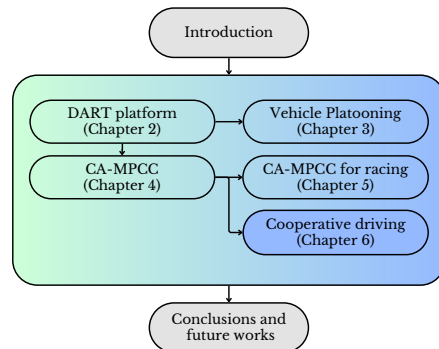 Introduction
DART platform
(Chapter 2)
Vehicle Platooning
(Chapter 3)
CA-MPCC
(Chapter 4)
CA-MPCC for racing
(Chapter 5)
Cooperative driving
(Chapter 6)
Conclusions and
future works